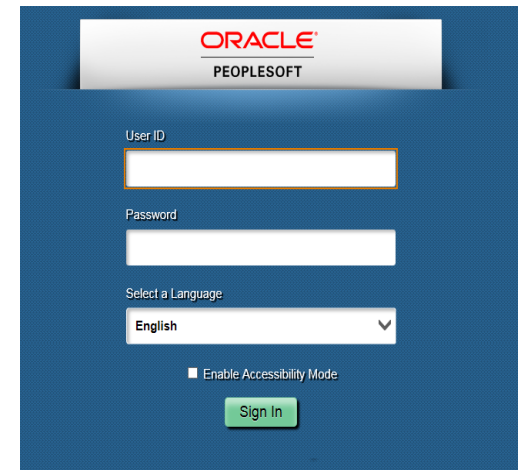 ORACLE
PEOPLESOFT
User ID
Password
Select a Language
English
Enable Accessibility Mode
Sign In